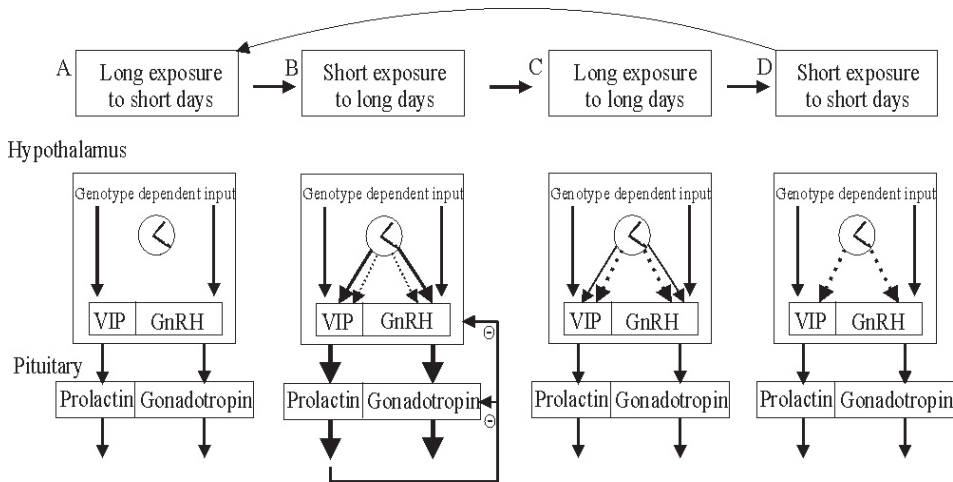 A
Long exposure
to short days
B
Short exposure
to long days
C
Long exposure
to long days
D
Short exposure
to short days
Hypothalamus
Genotype dependent input
VIP GnRH
Genotype dependent input
VIP GnRH
Genotype dependent input
VIP GnRH
Genotype dependent input
VIP GnRH
Pituitary
Prolactin Gonadotropin
Prolactin Gonadotropin
Prolactin Gonadotropin
Prolactin Gonadotropin